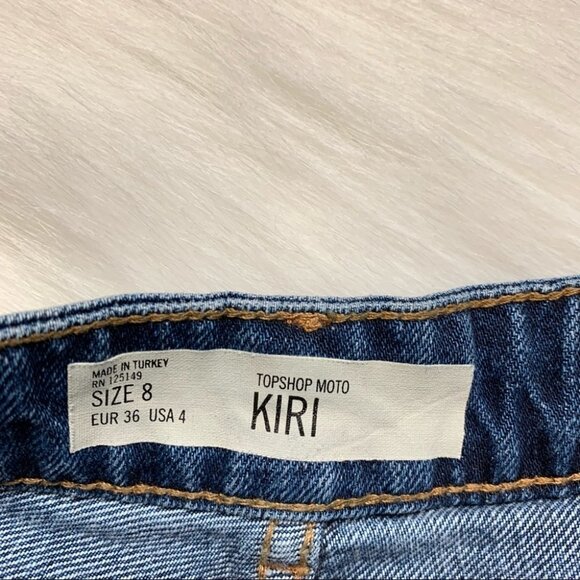 MADE IN TURKEY
RN 125149
SIZE 8
EUR 36 USA 4
TOPSHOP MOTO
KIRI